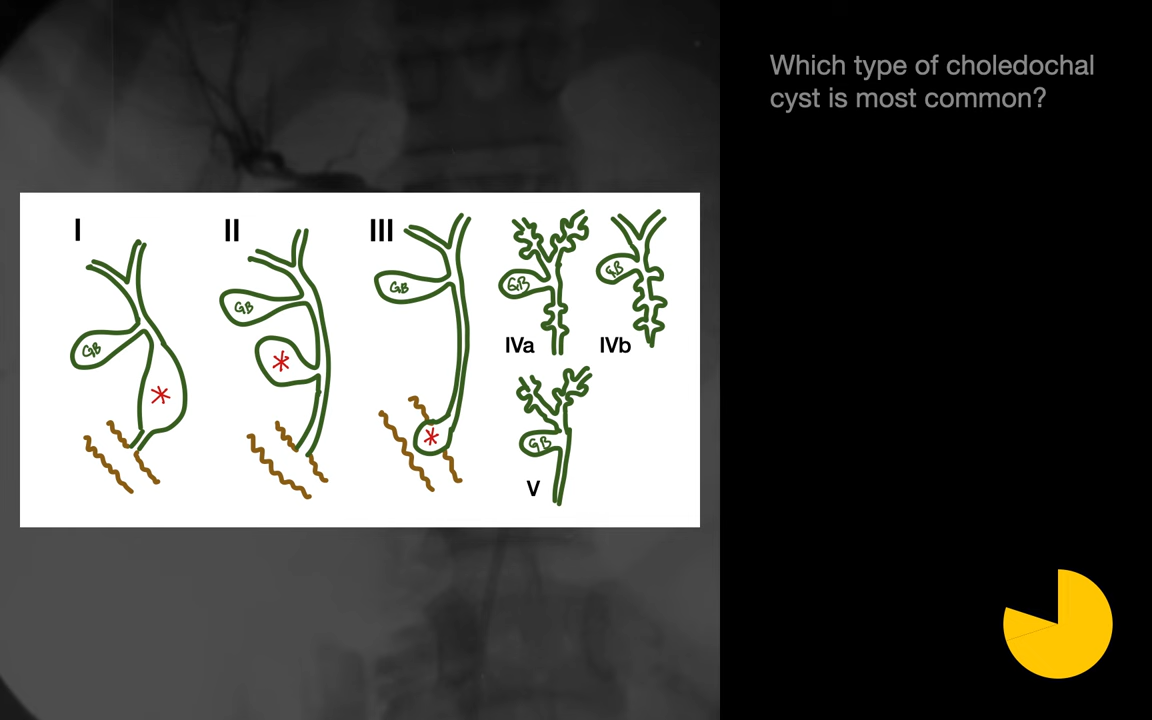 Which type of choledochal
cyst is most common?
I
II
III
IVa
IVb
V
GB
GB
GB
GB
GB
GB